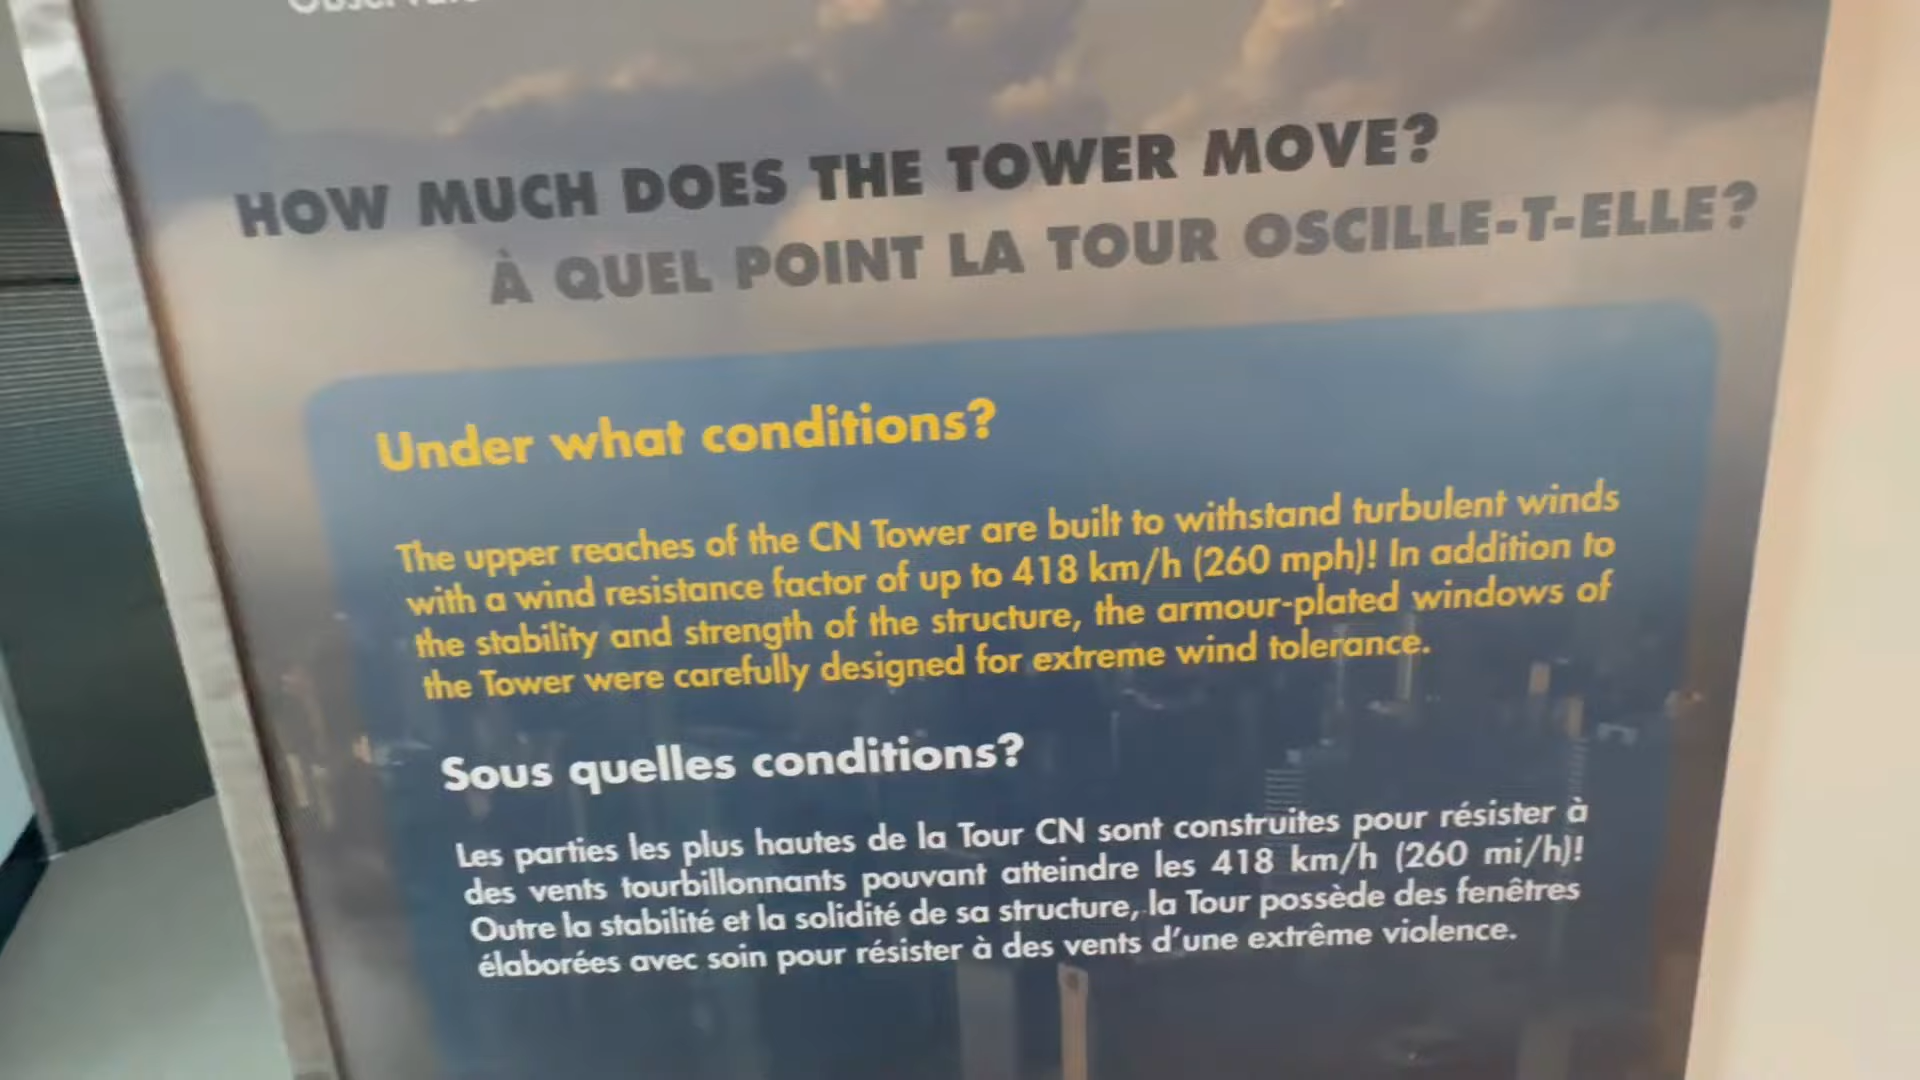 HOW MUCH DOES THE TOWER MOVE?
À QUEL POINT LA TOUR OSCILLE-T-ELLE?
Under what conditions?
The upper reaches of the CN Tower are built to withstand turbulent winds
with a wind resistance factor of up to 418 km/h (260 mph)! In addition to
the stability and strength of the structure, the armour-plated windows of
the Tower were carefully designed for extreme wind tolerance.
Sous quelles conditions?
Les parties les plus hautes de la Tour CN sont construites pour résister à
des vents tourbillonnants pouvant atteindre les 418 km/h (260 mi/h)!
Outre la stabilité et la solidité de sa structure, la Tour possède des fenêtres
élaborées avec soin pour résister à des vents d'une extrême violence.